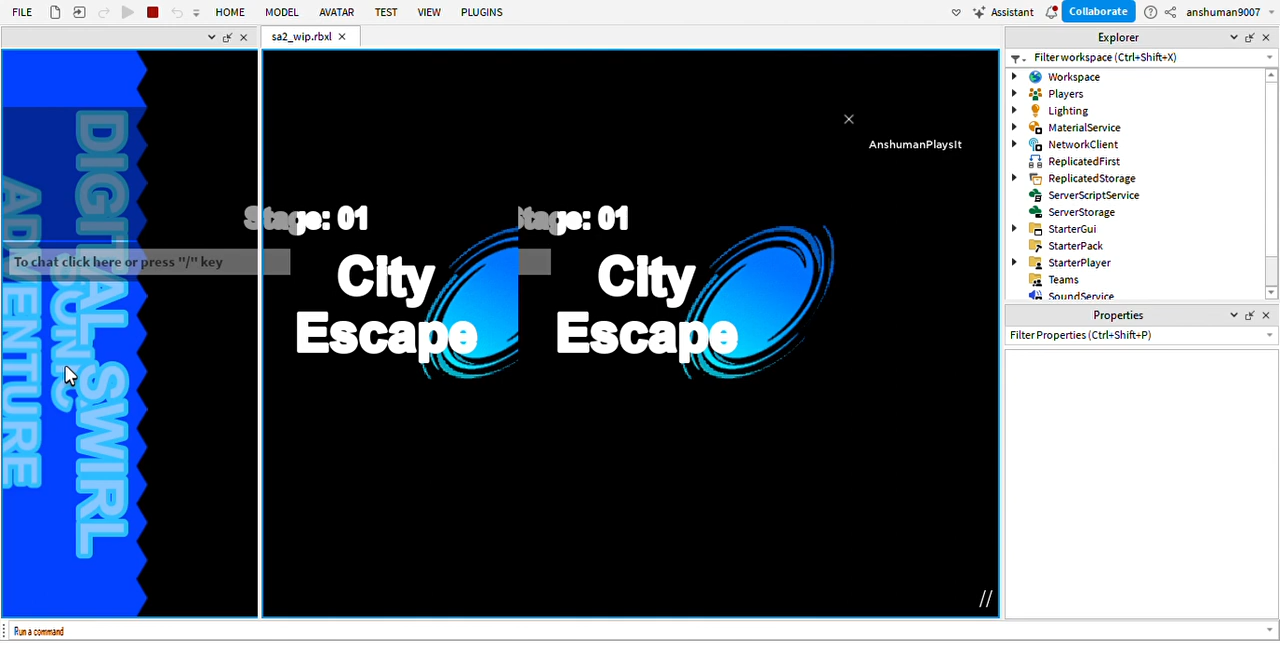 FILE HOME MODEL AVATAR TEST VIEW PLUGINS Assistant Collaborate anshuman9007
sa2_wip.rbxl
Explorer
Filter workspace (Ctrl+Shift+X)
Workspace
Players
Lighting
MaterialService
NetworkClient
ReplicatedFirst
ReplicatedStorage
ServerScriptService
ServerStorage
StarterGui
StarterPack
StarterPlayer
Teams
SoundService
Properties
Filter Properties (Ctrl+Shift+P)
AnshumanPlaysIt
DIGITAL SWIRL
SONIC
ADVENTURE
To chat click here or press "/" key
Stage: 01
City
Escape
Stage: 01
City
Escape
//
Run a command